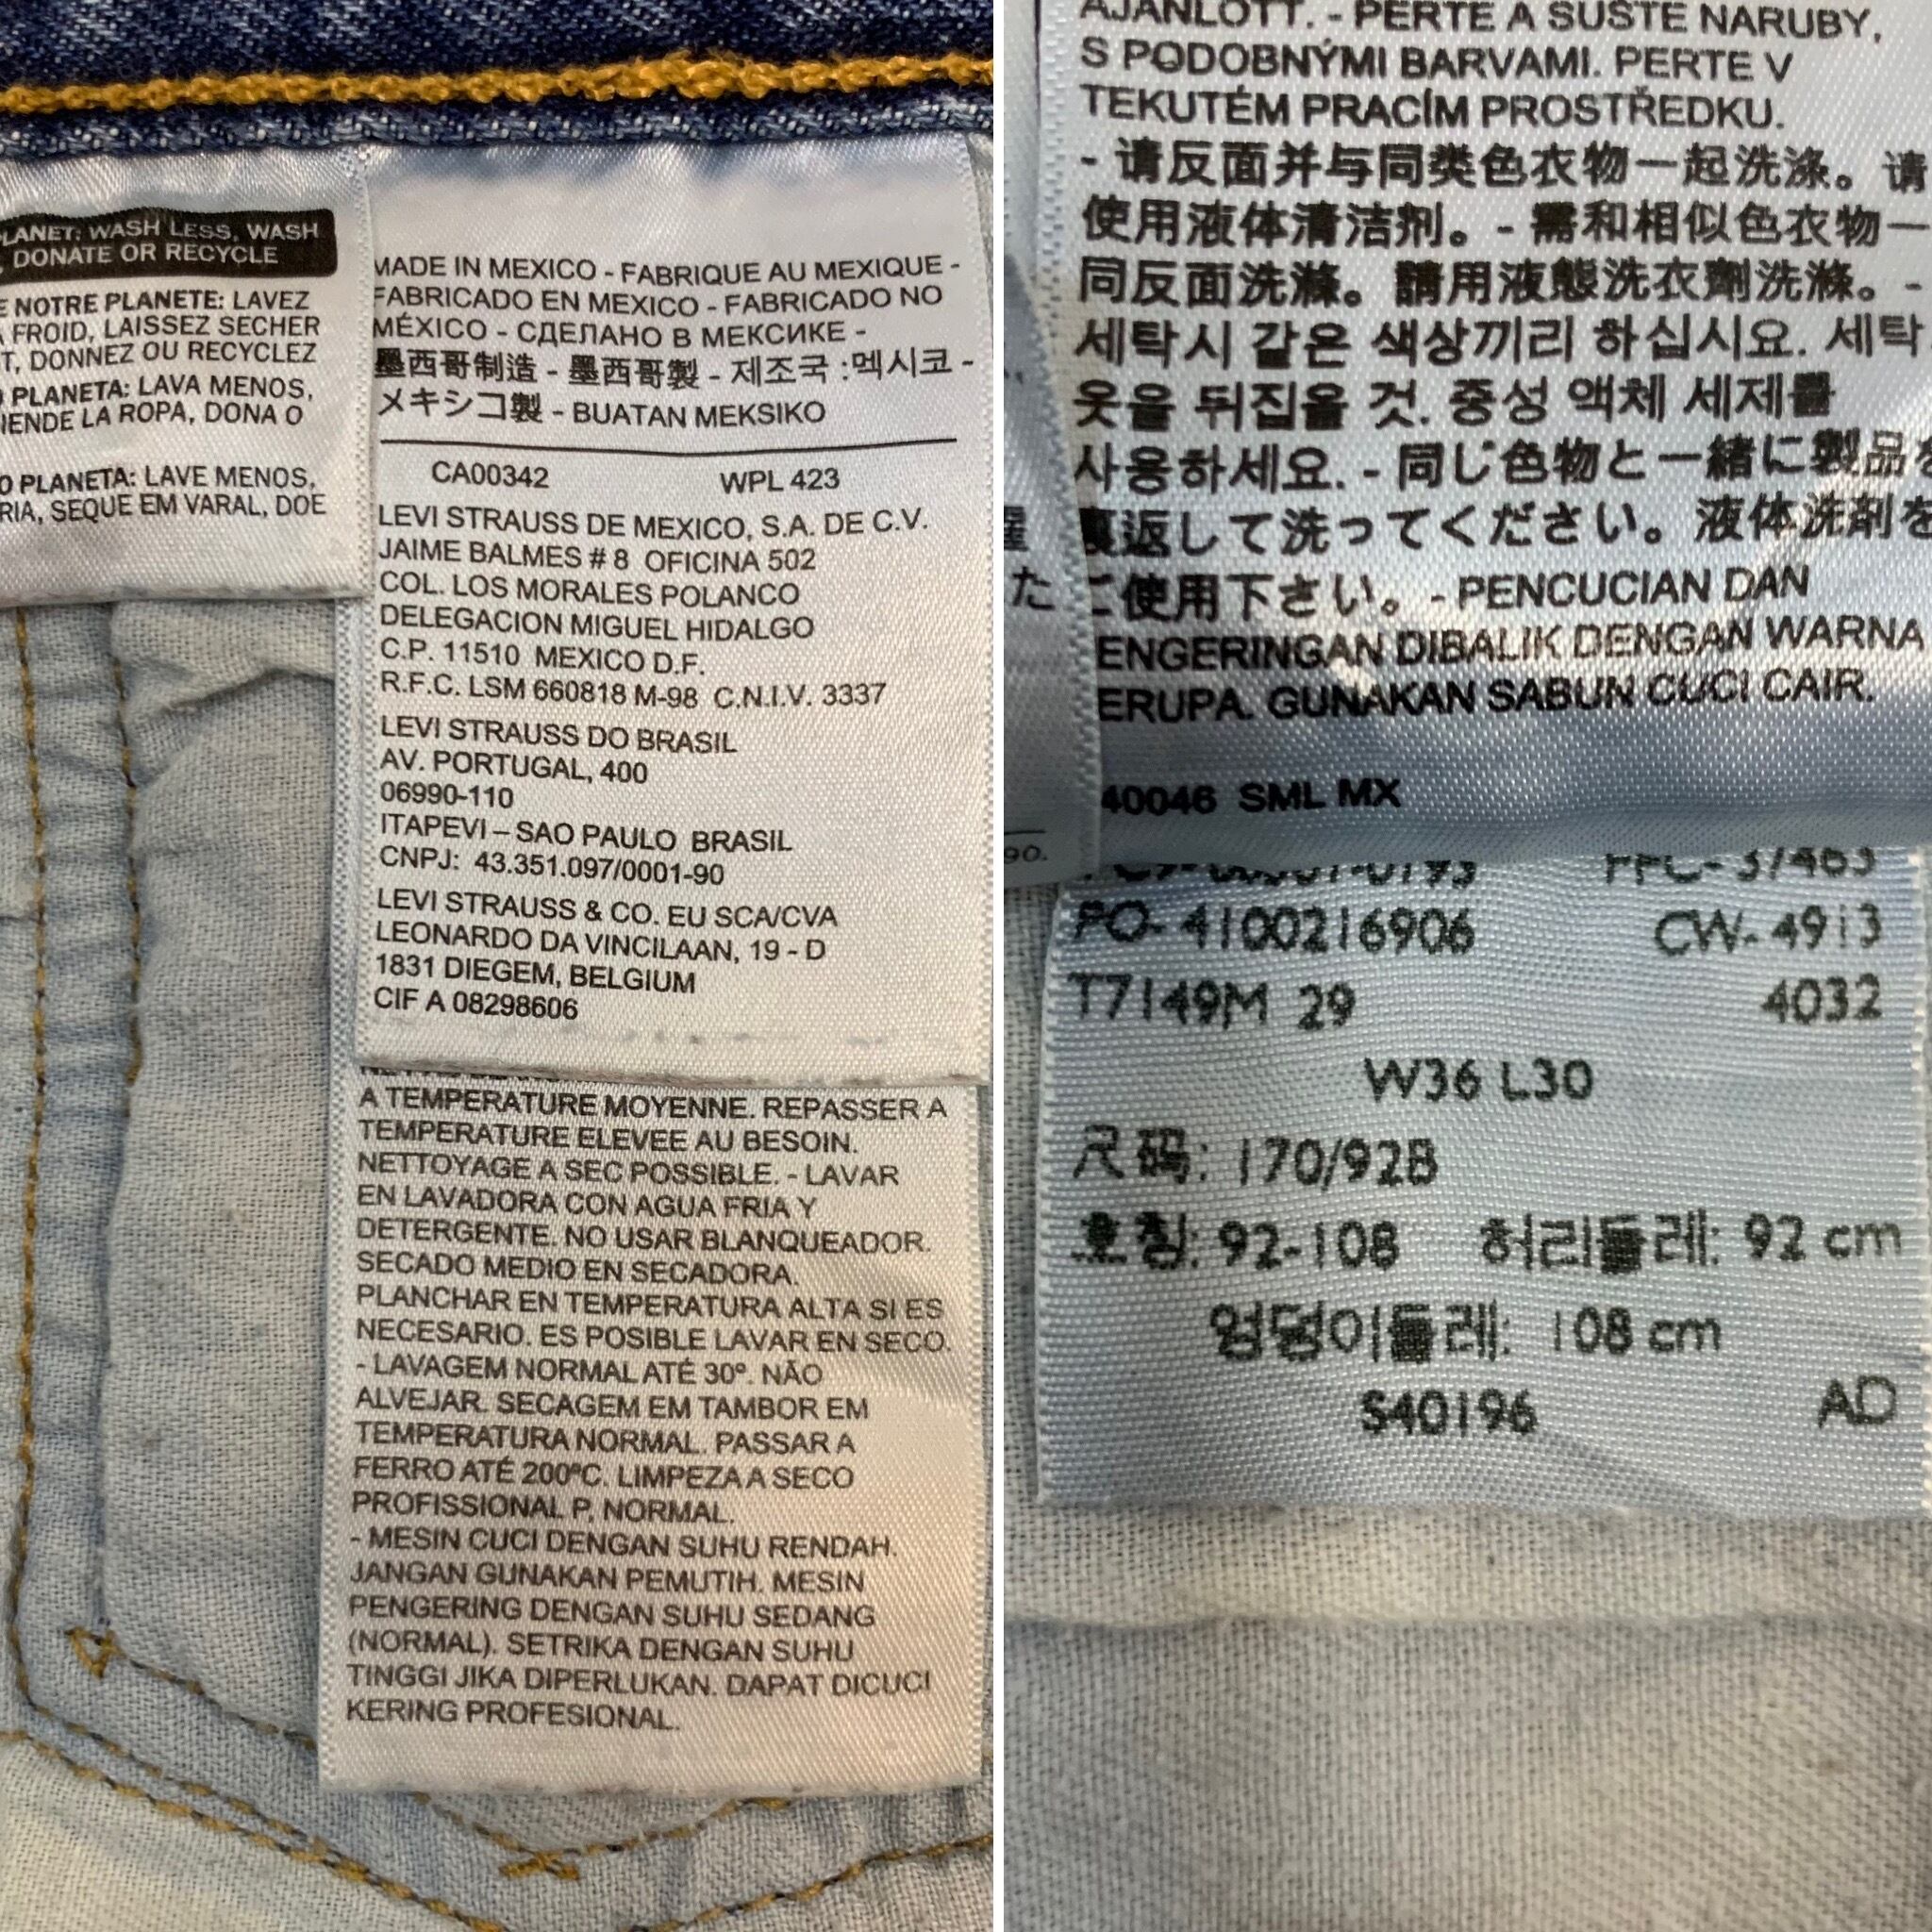 PLANET: WASH LESS, WASH
DONATE OR RECYCLE
NOTRE PLANETE: LAVEZ
FROID, LAISSEZ SECHER
DONNEZ OU RECYCLEZ
PLANETA: LAVA MENOS,
LA ROPA, DONA O
PLANETA: LAVE MENOS,
SEQUE EM VARAL, DOE
MADE IN MEXICO - FABRIQUE AU MEXIQUE -
FABRICADO EN MEXICO - FABRICADO NO
MÉXICO - СДЕЛАНО В МЕКСИКЕ -
墨西哥制造 - 墨西哥製 - 제조국 :멕시코 -
メキシコ製 - BUATAN MEKSIKO
CA00342 WPL 423
LEVI STRAUSS DE MEXICO, S.A. DE C.V.
JAIME BALMES # 8 OFICINA 502
COL. LOS MORALES POLANCO
DELEGACION MIGUEL HIDALGO
C.P. 11510 MEXICO D.F.
R.F.C. LSM 660818 M-98 C.N.I.V. 3337
LEVI STRAUSS DO BRASIL
AV. PORTUGAL, 400
06990-110
ITAPEVI – SAO PAULO BRASIL
CNPJ: 43.351.097/0001-90
LEVI STRAUSS & CO. EU SCA/CVA
LEONARDO DA VINCILAAN, 19 - D
1831 DIEGEM, BELGIUM
CIF A 08298606
A TEMPERATURE MOYENNE. REPASSER A
TEMPERATURE ELEVEE AU BESOIN.
NETTOYAGE A SEC POSSIBLE. - LAVAR
EN LAVADORA CON AGUA FRIA Y
DETERGENTE. NO USAR BLANQUEADOR.
SECADO MEDIO EN SECADORA.
PLANCHAR EN TEMPERATURA ALTA SI ES
NECESARIO. ES POSIBLE LAVAR EN SECO.
- LAVAGEM NORMAL ATÉ 30º. NÃO
ALVEJAR. SECAGEM EM TAMBOR EM
TEMPERATURA NORMAL. PASSAR A
FERRO ATÉ 200ºC. LIMPEZA A SECO
PROFISSIONAL P, NORMAL.
- MESIN CUCI DENGAN SUHU RENDAH.
JANGAN GUNAKAN PEMUTIH. MESIN
PENGERING DENGAN SUHU SEDANG
(NORMAL). SETRIKA DENGAN SUHU
TINGGI JIKA DIPERLUKAN. DAPAT DICUCI
KERING PROFESIONAL.
AJÁNLOTT. - PERTE A SUŠTE NARUBY,
S PODOBNÝMI BARVAMI. PERTE V
TEKUTÉM PRACÍM PROSTŘEDKU.
- 请反面并与同类色衣物一起洗涤。请
使用液体清洁剂。- 需和相似色衣物一
同反面洗滌。請用液態洗衣劑洗滌。-
세탁시 같은 색상끼리 하십시요. 세탁
옷을 뒤집을 것. 중성 액체 세제를
사용하세요. - 同じ色物と一緒に製品を
裏返して洗ってください。液体洗剤を
ご使用下さい。- PENCUCIAN DAN
ENGERINGAN DIBALIK DENGAN WARNA
ERUPA. GUNAKAN SABUN CUCI CAIR.
40046 SML MX
90.
PO- 4100216906 CW- 4913
T7149M 29 4032
W36 L30
尺码: 170/92B
호칭: 92-108 허리둘레: 92 cm
엉덩이둘레: 108 cm
S40196 AD